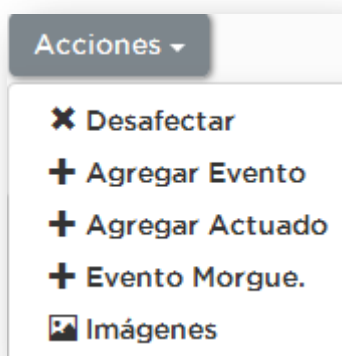 Acciones
Desafectar
Agregar Evento
Agregar Actuado
Evento Morgue.
Imágenes